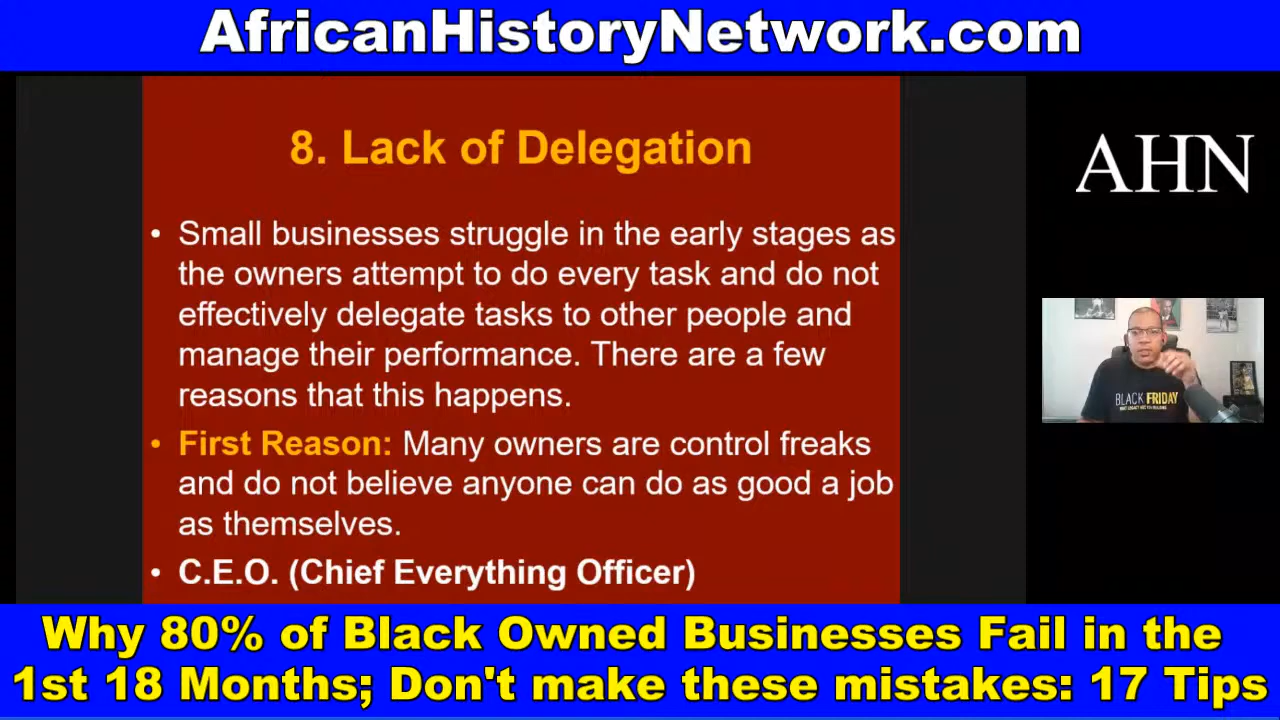 AfricanHistoryNetwork.com
8. Lack of Delegation
• Small businesses struggle in the early stages as
the owners attempt to do every task and do not
effectively delegate tasks to other people and
manage their performance. There are a few
reasons that this happens.
• First Reason: Many owners are control freaks
and do not believe anyone can do as good a job
as themselves.
• C.E.O. (Chief Everything Officer)
AHN
BLACK FRIDAY
Why 80% of Black Owned Businesses Fail in the
1st 18 Months; Don't make these mistakes: 17 Tips